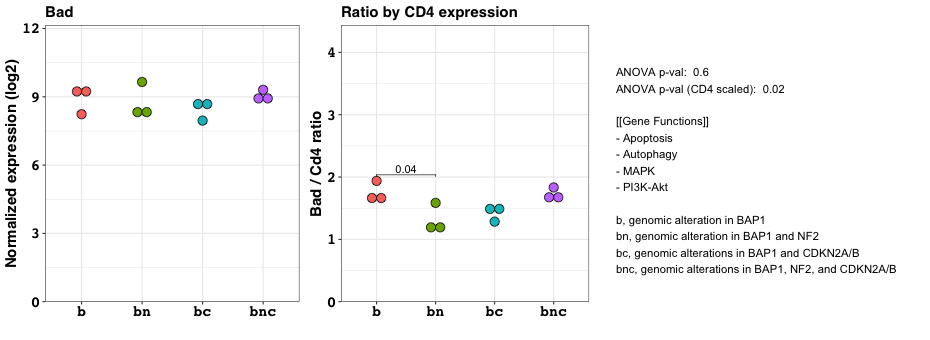 Bad
Normalized expression (log2)
12
9
6
3
0
b bn bc bnc
Ratio by CD4 expression
Bad / Cd4 ratio
4
3
2
1
0
0.04
b bn bc bnc
ANOVA p-val: 0.6
ANOVA p-val (CD4 scaled): 0.02
[[Gene Functions]]
- Apoptosis
- Autophagy
- MAPK
- PI3K-Akt
b, genomic alteration in BAP1
bn, genomic alteration in BAP1 and NF2
bc, genomic alterations in BAP1 and CDKN2A/B
bnc, genomic alterations in BAP1, NF2, and CDKN2A/B